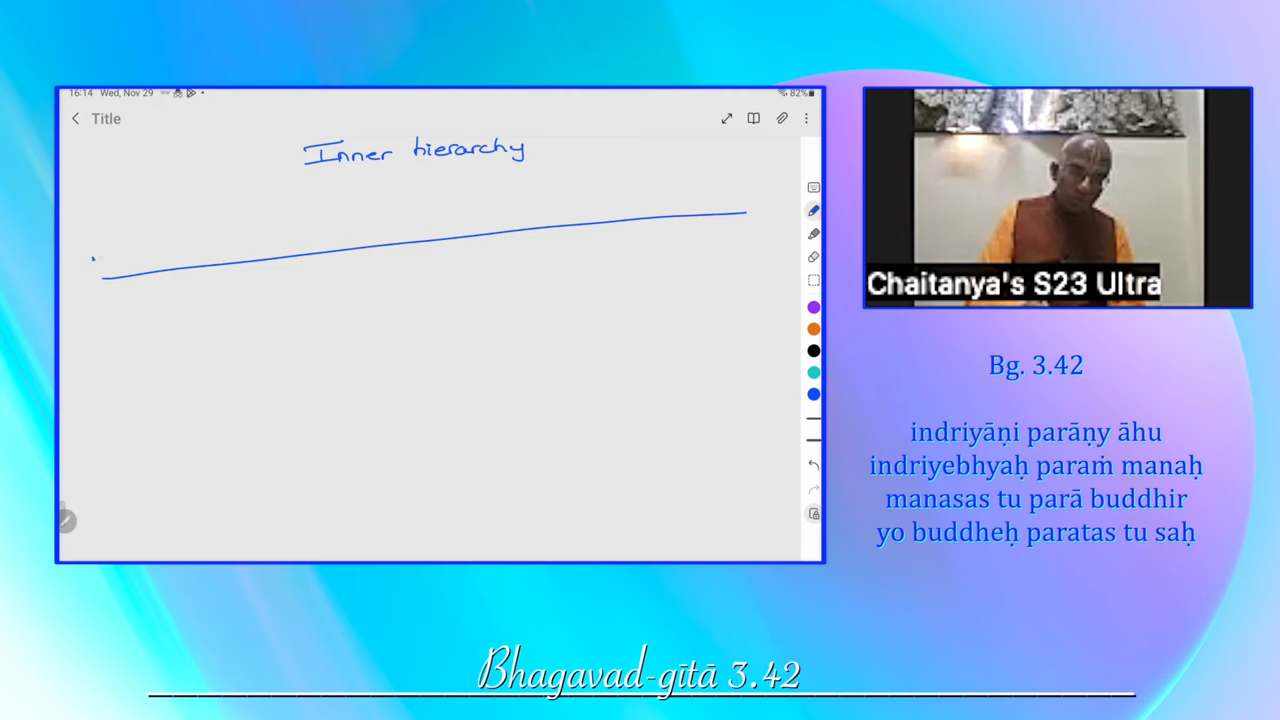 16:14 Wed, Nov 29
82%
Title
Inner hierarchy
Chaitanya's S23 Ultra
Bg. 3.42
indriyāṇi parāṇy āhu
indriyebhyaḥ paraṁ manaḥ
manasas tu parā buddhir
yo buddheḥ paratas tu saḥ
Bhagavad-gītā 3.42